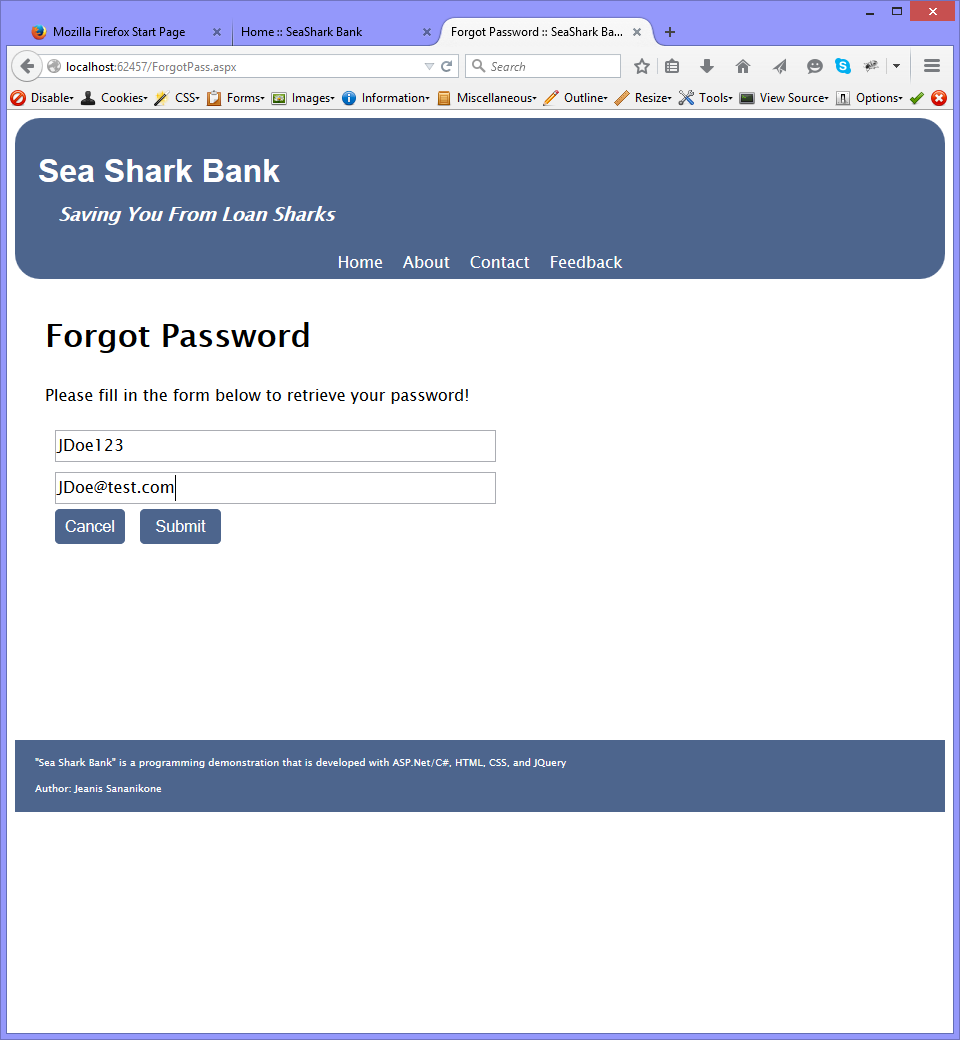 Mozilla Firefox Start Page
Home :: SeaShark Bank
Forgot Password :: SeaShark Ba...
localhost:62457/ForgotPass.aspx
Search
Disable Cookies CSS Forms Images Information Miscellaneous Outline Resize Tools View Source Options
Sea Shark Bank
Saving You From Loan Sharks
Home About Contact Feedback
Forgot Password
Please fill in the form below to retrieve your password!
JDoe123
JDoe@test.com
Cancel Submit
"Sea Shark Bank" is a programming demonstration that is developed with ASP.Net/C#, HTML, CSS, and JQuery
Author: Jeanis Sananikone